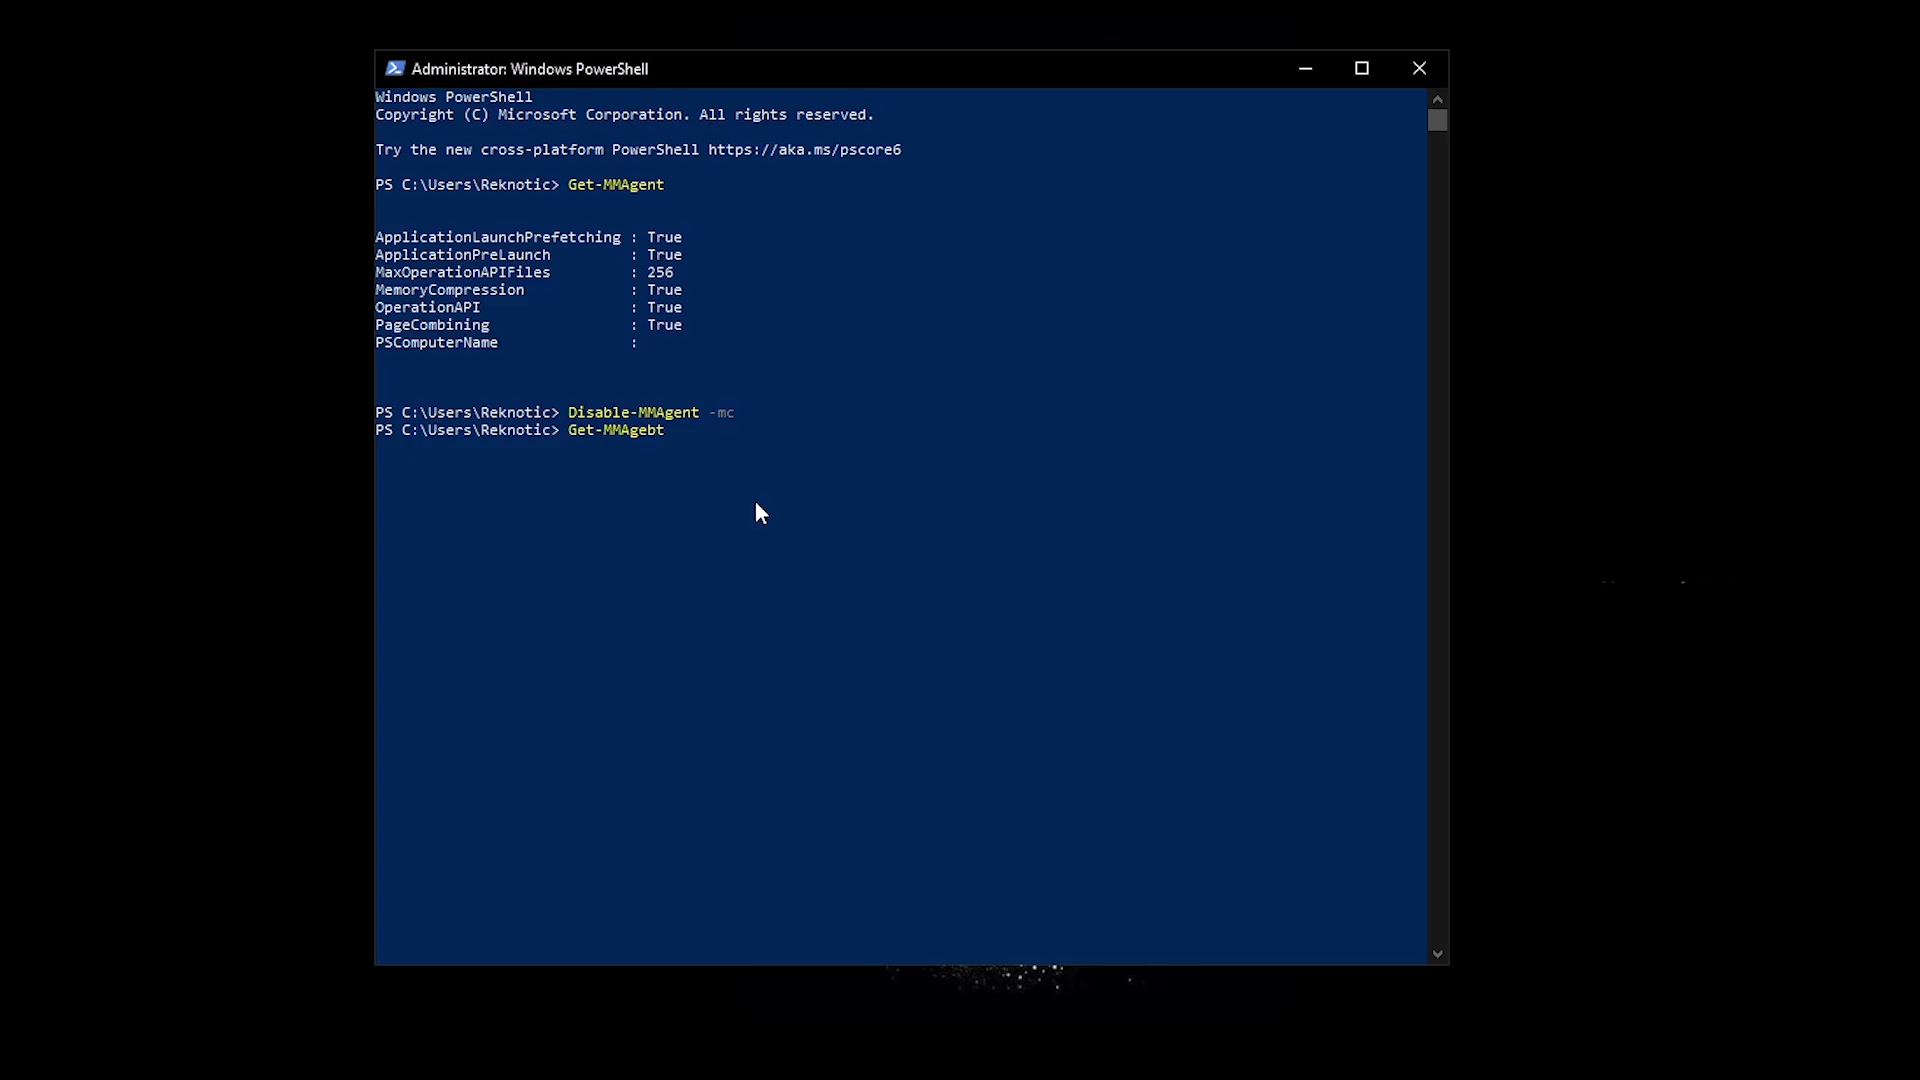 Administrator: Windows PowerShell
Windows PowerShell
Copyright (C) Microsoft Corporation. All rights reserved.
Try the new cross-platform PowerShell https://aka.ms/pscore6
PS C:\Users\Reknotic> Get-MMAgent
ApplicationLaunchPrefetching : True
ApplicationPreLaunch : True
MaxOperationAPIFiles : 256
MemoryCompression : True
OperationAPI : True
PageCombining : True
PSComputerName :
PS C:\Users\Reknotic> Disable-MMAgent -mc
PS C:\Users\Reknotic> Get-MMAgebt